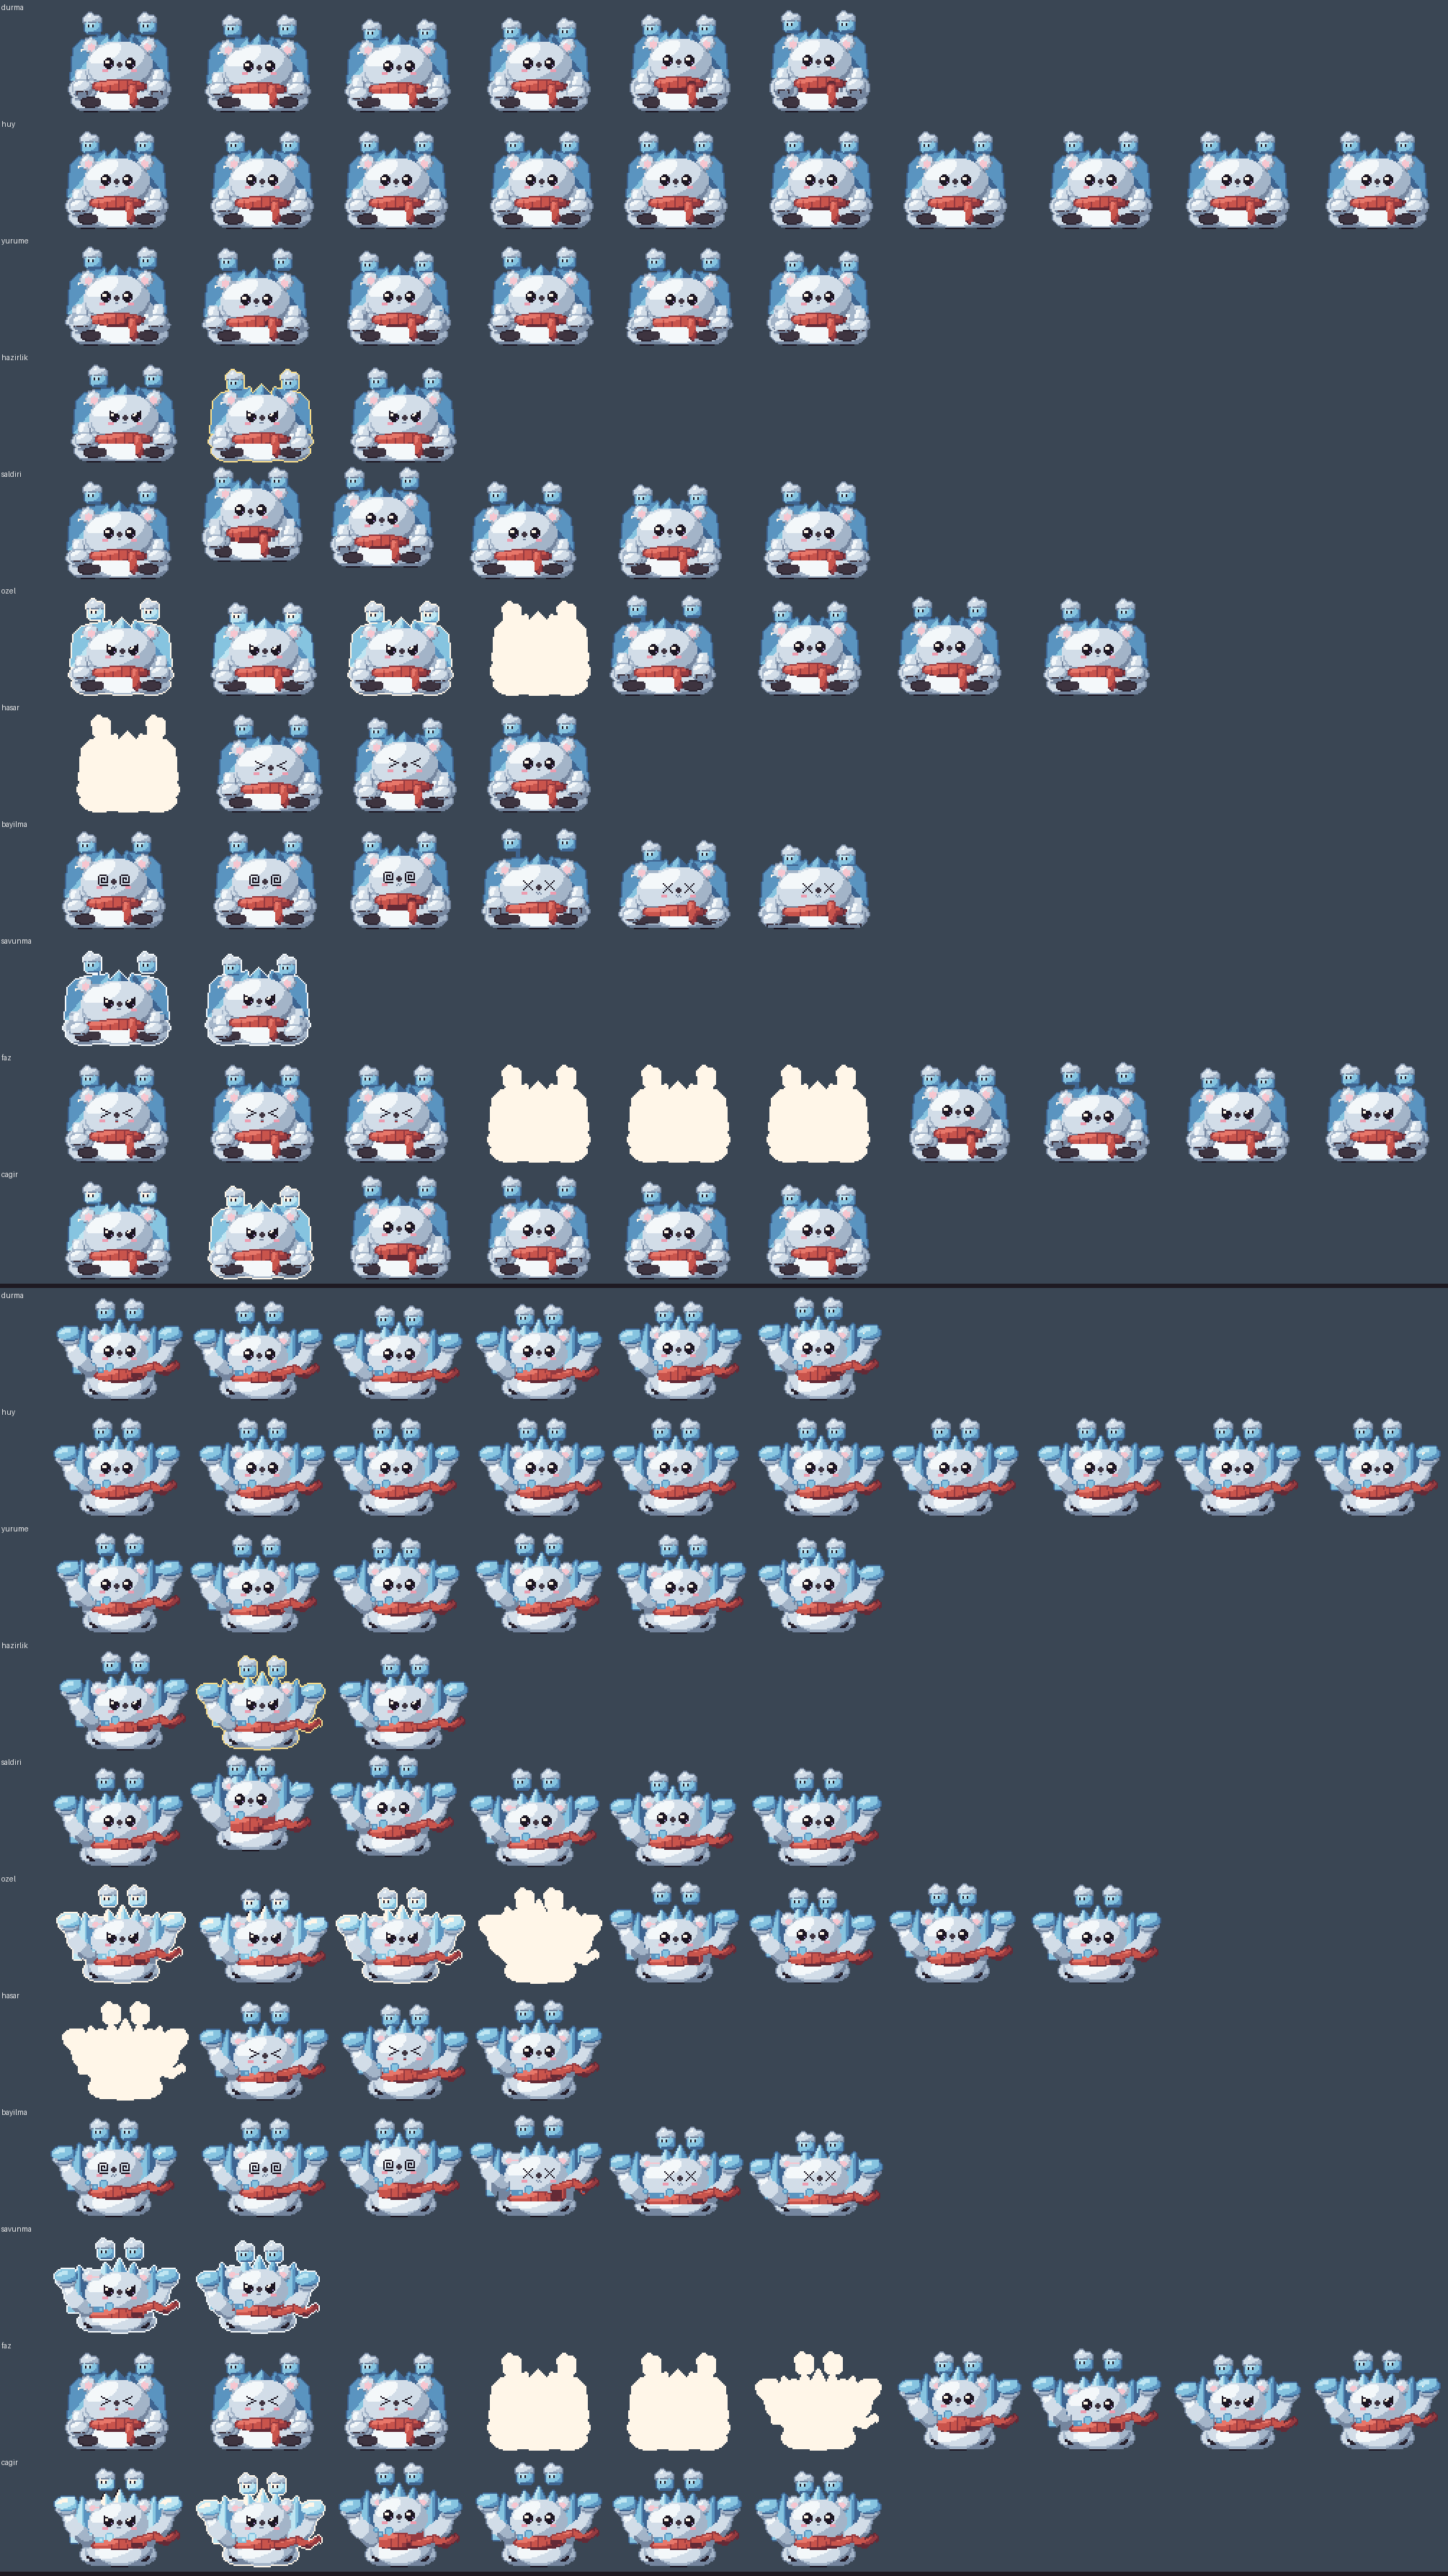 durma
huy
yurume
hazirlik
saldiri
ozel
hasar
bayilma
savunma
faz
cagir
durma
huy
yurume
hazirlik
saldiri
ozel
hasar
bayilma
savunma
faz
cagir